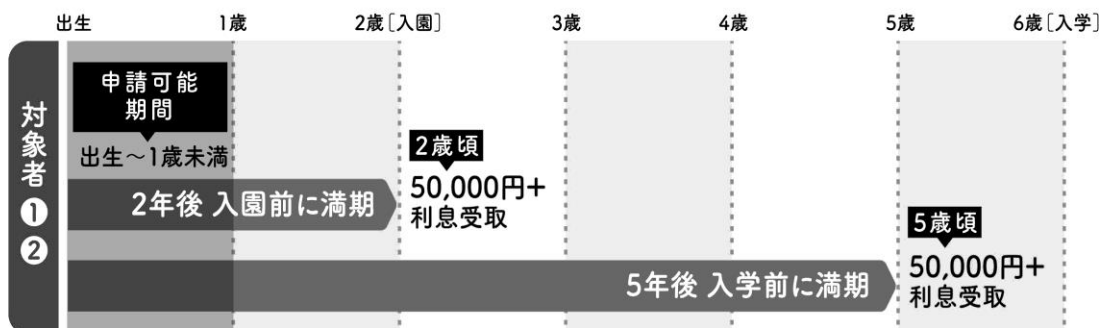 出生 1歳 2歳［入園］ 3歳 4歳 5歳 6歳［入学］
対象者❶❷
申請可能
期間
出生～1歳未満
2年後 入園前に満期
2歳頃
50,000円＋
利息受取
5年後 入学前に満期
5歳頃
50,000円＋
利息受取